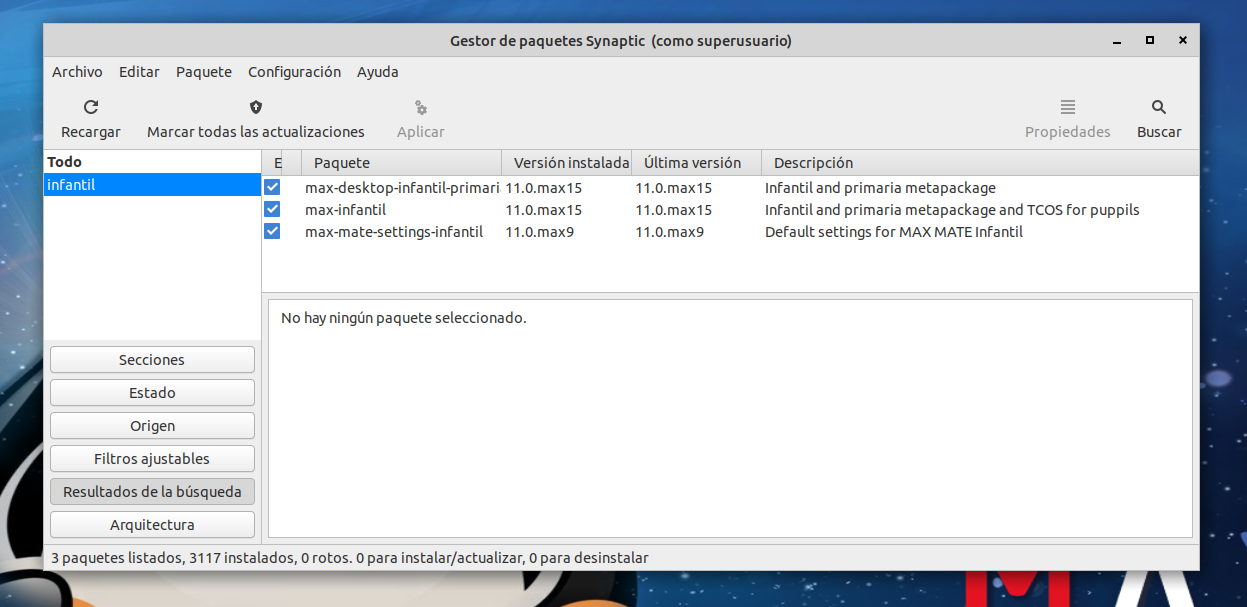 Gestor de paquetes Synaptic (como superusuario)
Archivo Editar Paquete Configuración Ayuda
Recargar Marcar todas las actualizaciones Aplicar Propiedades Buscar
Todo
infantil
E Paquete Versión instalada Última versión Descripción
max-desktop-infantil-primari 11.0.max15 11.0.max15 Infantil and primaria metapackage
max-infantil 11.0.max15 11.0.max15 Infantil and primaria metapackage and TCOS for puppils
max-mate-settings-infantil 11.0.max9 11.0.max9 Default settings for MAX MATE Infantil
No hay ningún paquete seleccionado.
Secciones
Estado
Origen
Filtros ajustables
Resultados de la búsqueda
Arquitectura
3 paquetes listados, 3117 instalados, 0 rotos. 0 para instalar/actualizar, 0 para desinstalar
MA